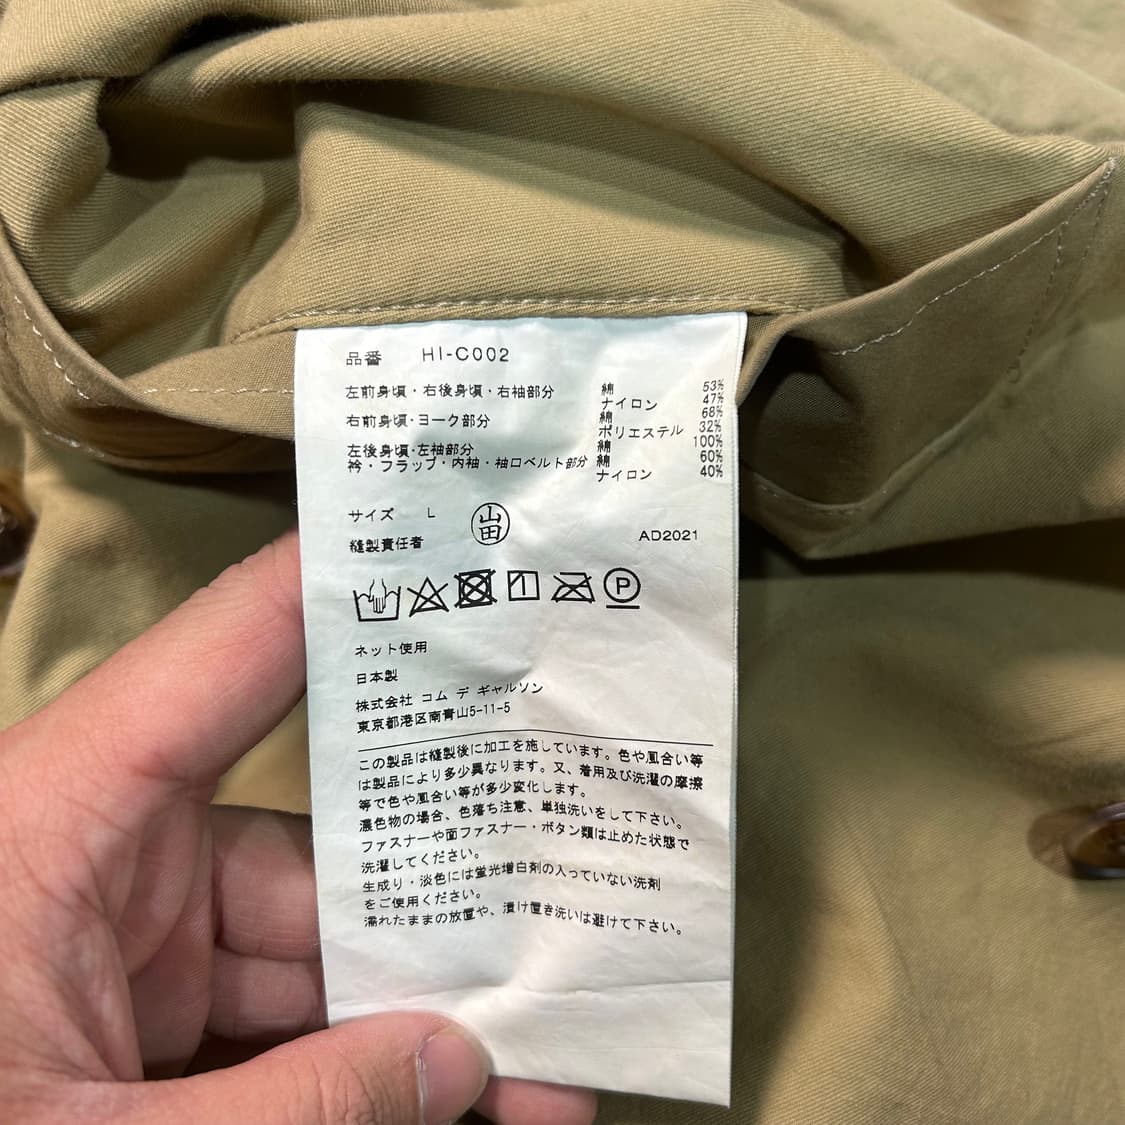 品番 HI-C002
左前身頃・右後身頃・右袖部分 綿 53%
ナイロン 47%
右前身頃・ヨーク部分 綿 68%
ポリエステル 32%
左後身頃・左袖部分 綿 100%
衿・フラップ・内袖・袖口ベルト部分 綿 60%
ナイロン 40%
サイズ L
縫製責任者 山田 AD2021
P
ネット使用
日本製
株式会社 コム デ ギャルソン
東京都港区南青山5-11-5
この製品は縫製後に加工を施しています。色や風合い等
は製品により多少異なります。又、着用及び洗濯の摩擦
等で色や風合い等が多少変化します。
濃色物の場合、色落ち注意、単独洗いをして下さい。
ファスナーや面ファスナー・ボタン類は止めた状態で
洗濯してください。
生成り・淡色には蛍光増白剤の入っていない洗剤
をご使用ください。
濡れたままの放置や、漬け置き洗いは避けて下さい。